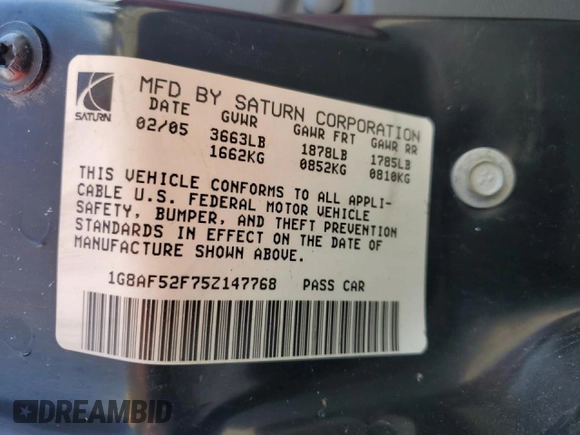 SATURN
MFD BY SATURN CORPORATION
DATE GVWR GAWR FRT GAWR RR
02/05 3663LB 1878LB 1785LB
1662KG 0852KG 0810KG
THIS VEHICLE CONFORMS TO ALL APPLI-
CABLE U.S. FEDERAL MOTOR VEHICLE
SAFETY, BUMPER, AND THEFT PREVENTION
STANDARDS IN EFFECT ON THE DATE OF
MANUFACTURE SHOWN ABOVE.
1G8AF52F75Z147768 PASS CAR
DREAMBID